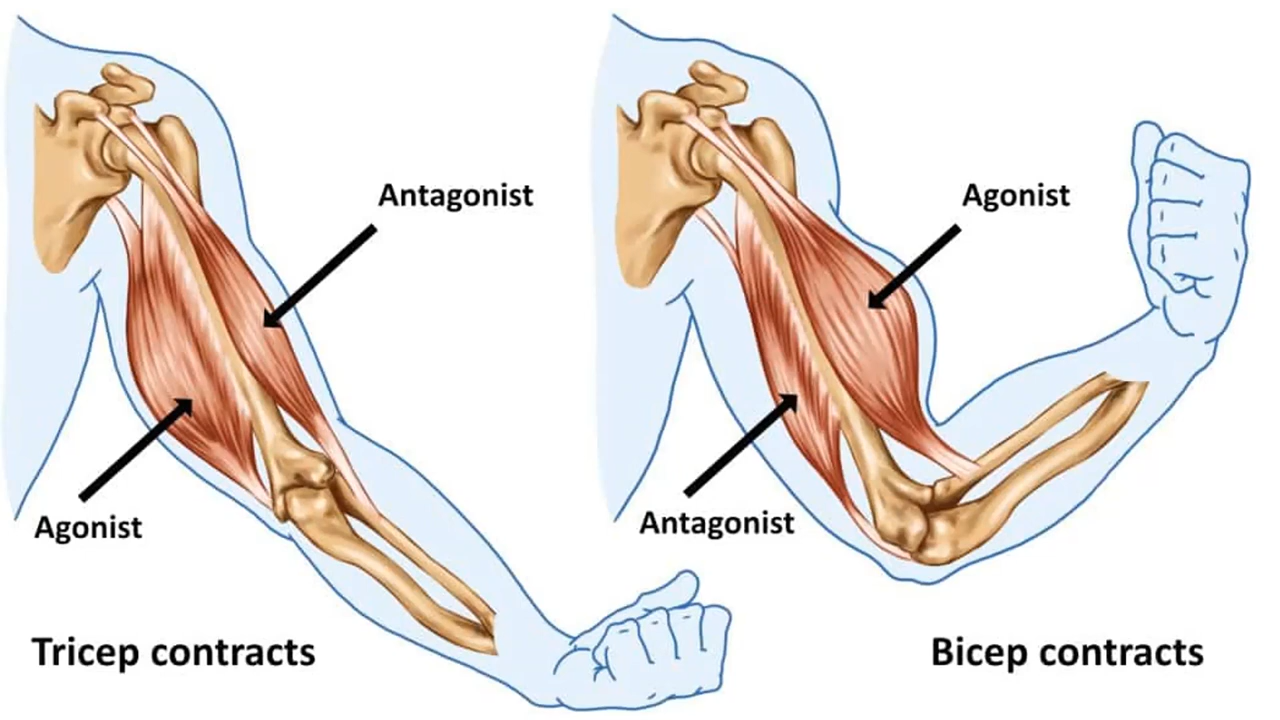 Antagonist
Agonist
Agonist
Antagonist
Tricep contracts
Bicep contracts